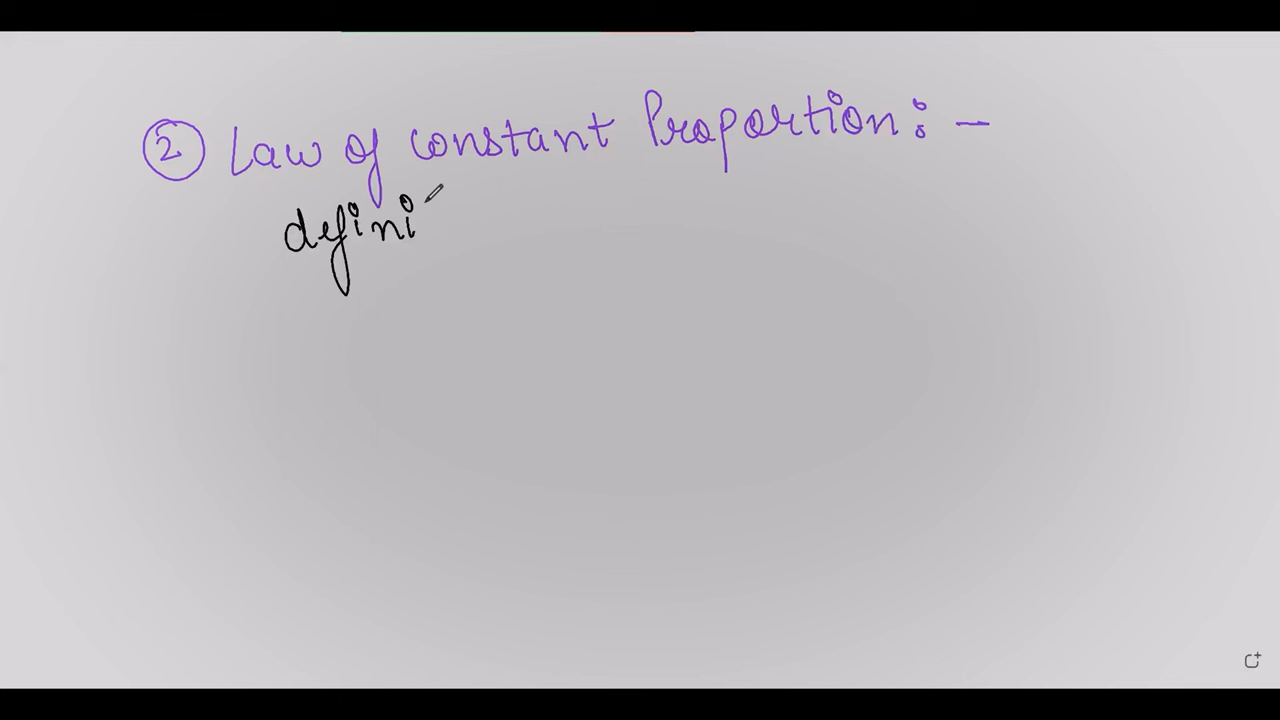 ② Law of constant Proportion: -
defini